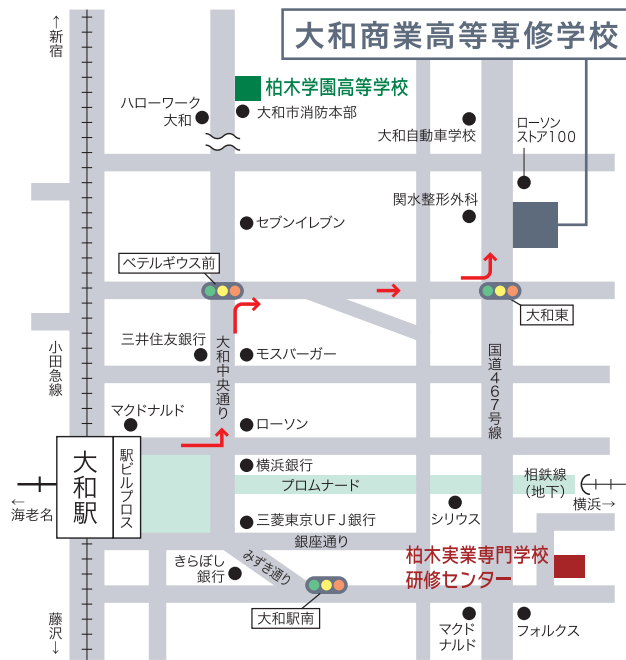 ↑新宿
大和商業高等専修学校
柏木学園高等学校
ハローワーク
大和
大和市消防本部
大和自動車学校
ローソン
ストア100
関水整形外科
セブンイレブン
ベテルギウス前
大和東
小田急線
三井住友銀行
大和中央通り
モスバーガー
国道467号線
マクドナルド
ローソン
大和駅
駅ビルプロス
横浜銀行
プロムナード
相鉄線
(地下)
←
海老名
横浜→
シリウス
三菱東京UFJ銀行
銀座通り
きらぼし
銀行
みずき通り
柏木実業専門学校
研修センター
大和駅南
マクド
ナルド
フォルクス
藤沢↓